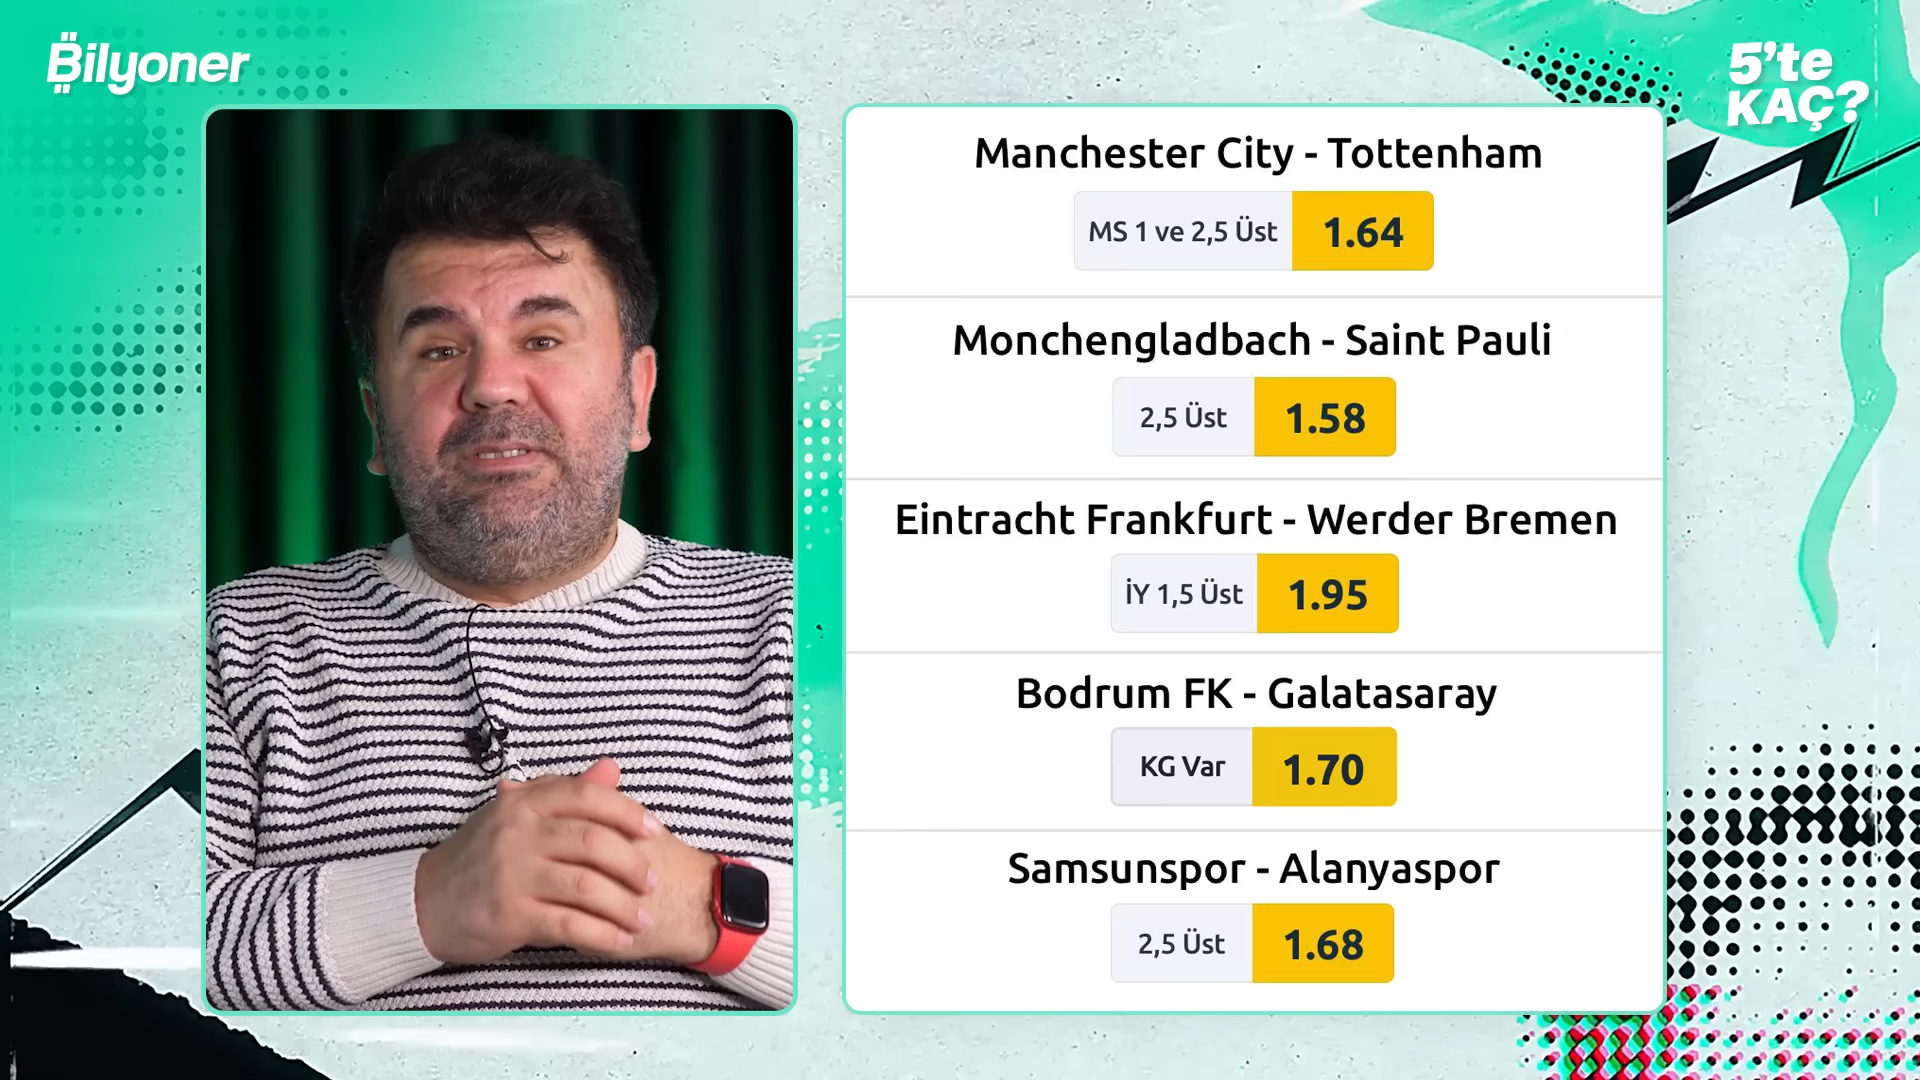 Bilyoner
5'te
KAÇ?
Manchester City - Tottenham
MS 1 ve 2,5 Üst 1.64
Monchengladbach - Saint Pauli
2,5 Üst 1.58
Eintracht Frankfurt - Werder Bremen
İY 1,5 Üst 1.95
Bodrum FK - Galatasaray
KG Var 1.70
Samsunspor - Alanyaspor
2,5 Üst 1.68